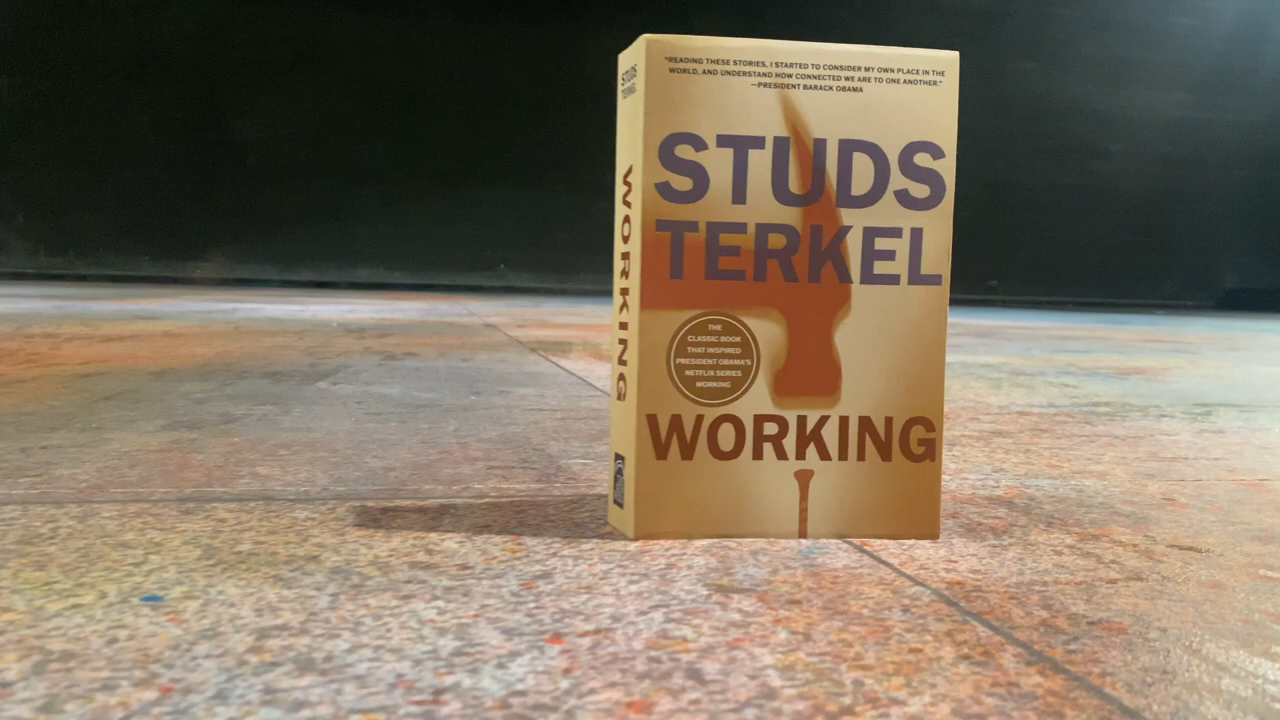 "READING THESE STORIES, I STARTED TO CONSIDER MY OWN PLACE IN THE
WORLD, AND UNDERSTAND HOW CONNECTED WE ARE TO ONE ANOTHER."
—PRESIDENT BARACK OBAMA
STUDS
TERKEL
THE
CLASSIC BOOK
THAT INSPIRED
PRESIDENT OBAMA'S
NETFLIX SERIES
WORKING
WORKING
STUDS
TERKEL
WORKING